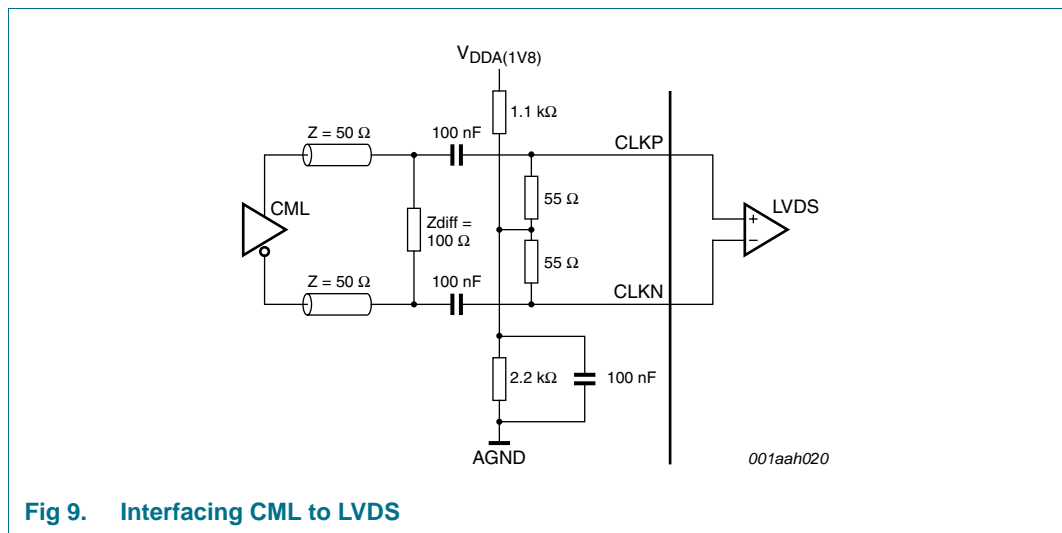 VDDA(1V8)
1.1 kΩ
Z = 50 Ω
100 nF
CLKP
55 Ω
CML
Zdiff =
100 Ω
LVDS
+
−
55 Ω
Z = 50 Ω
100 nF
CLKN
2.2 kΩ
100 nF
AGND
001aah020
Fig 9. Interfacing CML to LVDS